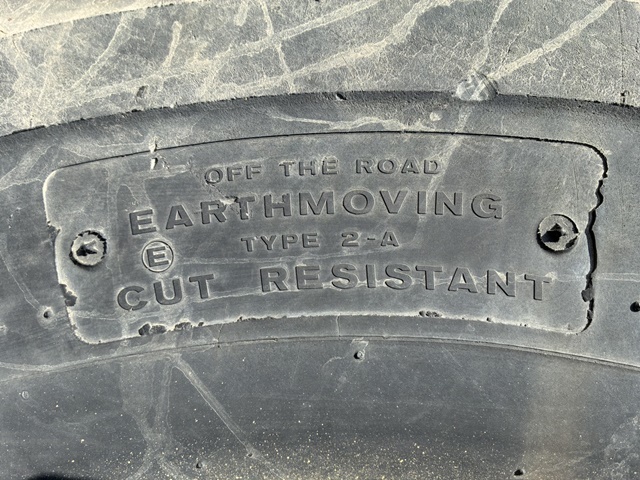 OFF THE ROAD
EARTHMOVING
TYPE 2-A
E
CUT RESISTANT